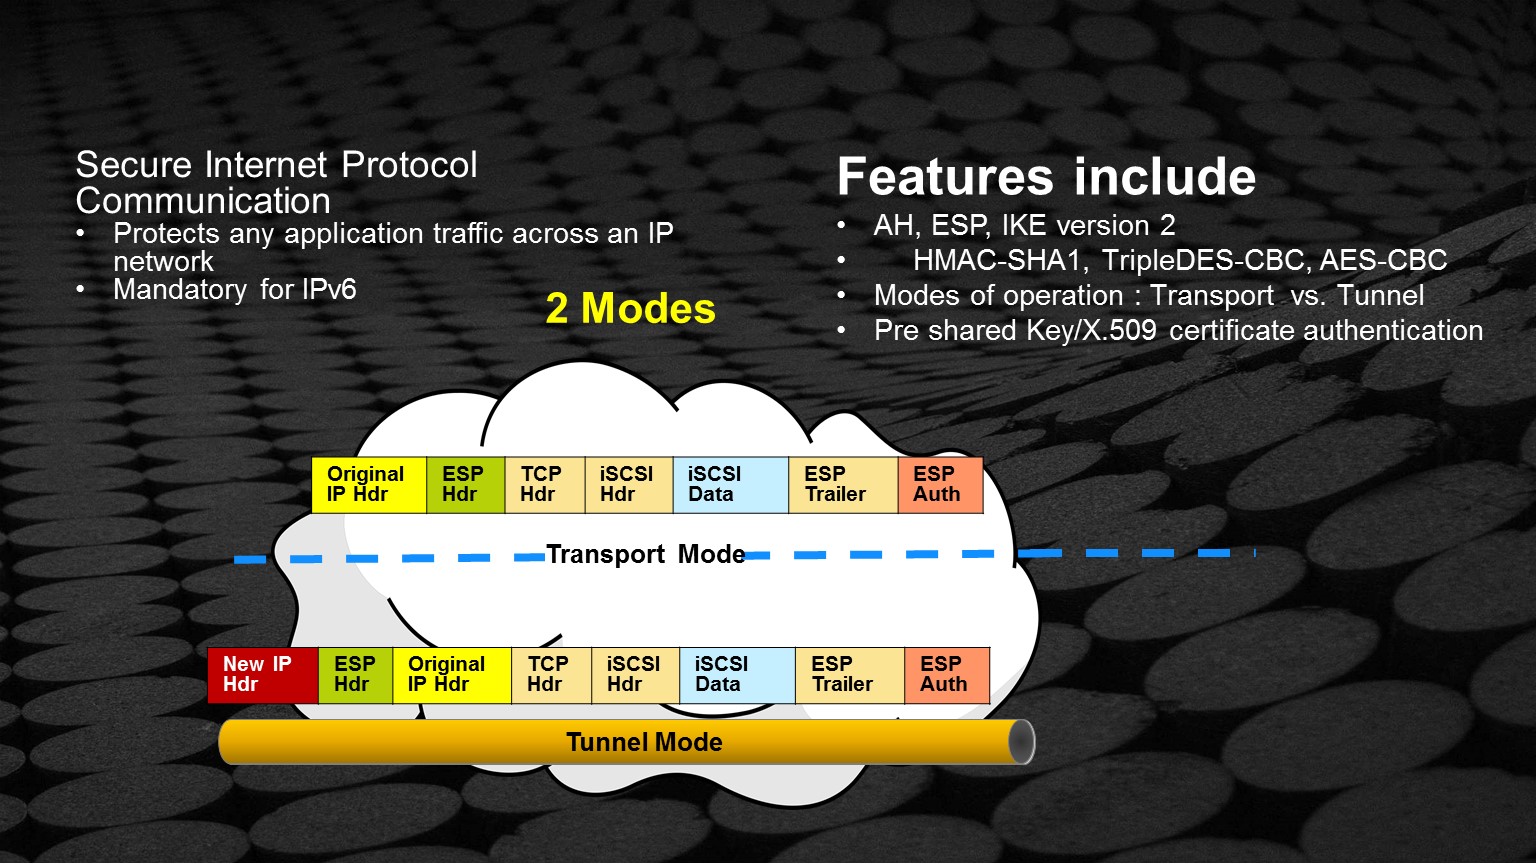 Secure Internet Protocol
Communication
• Protects any application traffic across an IP
network
• Mandatory for IPv6
Features include
• AH, ESP, IKE version 2
• HMAC-SHA1, TripleDES-CBC, AES-CBC
• Modes of operation : Transport vs. Tunnel
• Pre shared Key/X.509 certificate authentication
2 Modes
Original
IP Hdr
ESP
Hdr
TCP
Hdr
iSCSI
Hdr
iSCSI
Data
ESP
Trailer
ESP
Auth
Transport Mode
New IP
Hdr
ESP
Hdr
Original
IP Hdr
TCP
Hdr
iSCSI
Hdr
iSCSI
Data
ESP
Trailer
ESP
Auth
Tunnel Mode